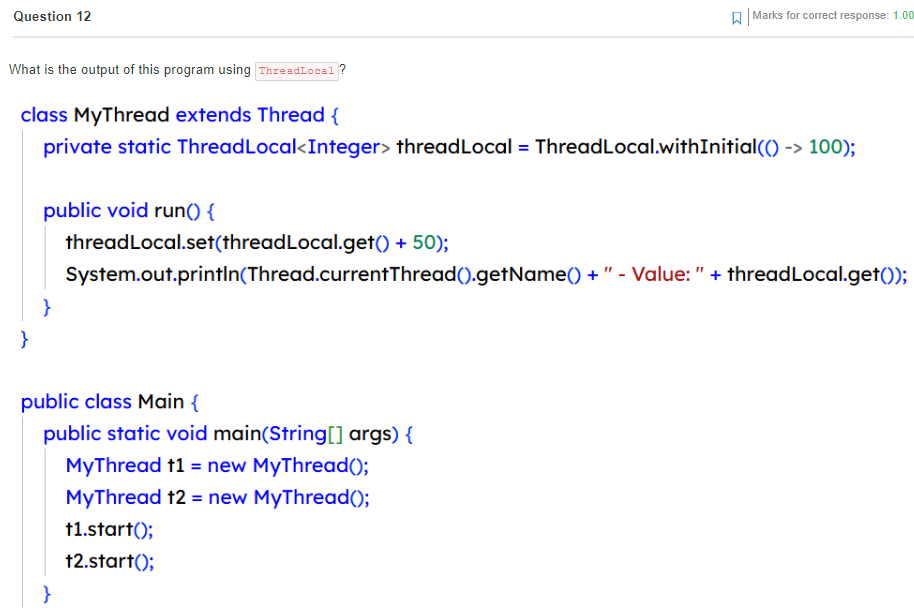 Question 12
Marks for correct response: 1.00
What is the output of this program using ThreadLocal?
class MyThread extends Thread {
private static ThreadLocal<Integer> threadLocal = ThreadLocal.withInitial(() -> 100);
public void run() {
threadLocal.set(threadLocal.get() + 50);
System.out.println(Thread.currentThread().getName() + " - Value: " + threadLocal.get());
}
}
public class Main {
public static void main(String[] args) {
MyThread t1 = new MyThread();
MyThread t2 = new MyThread();
t1.start();
t2.start();
}